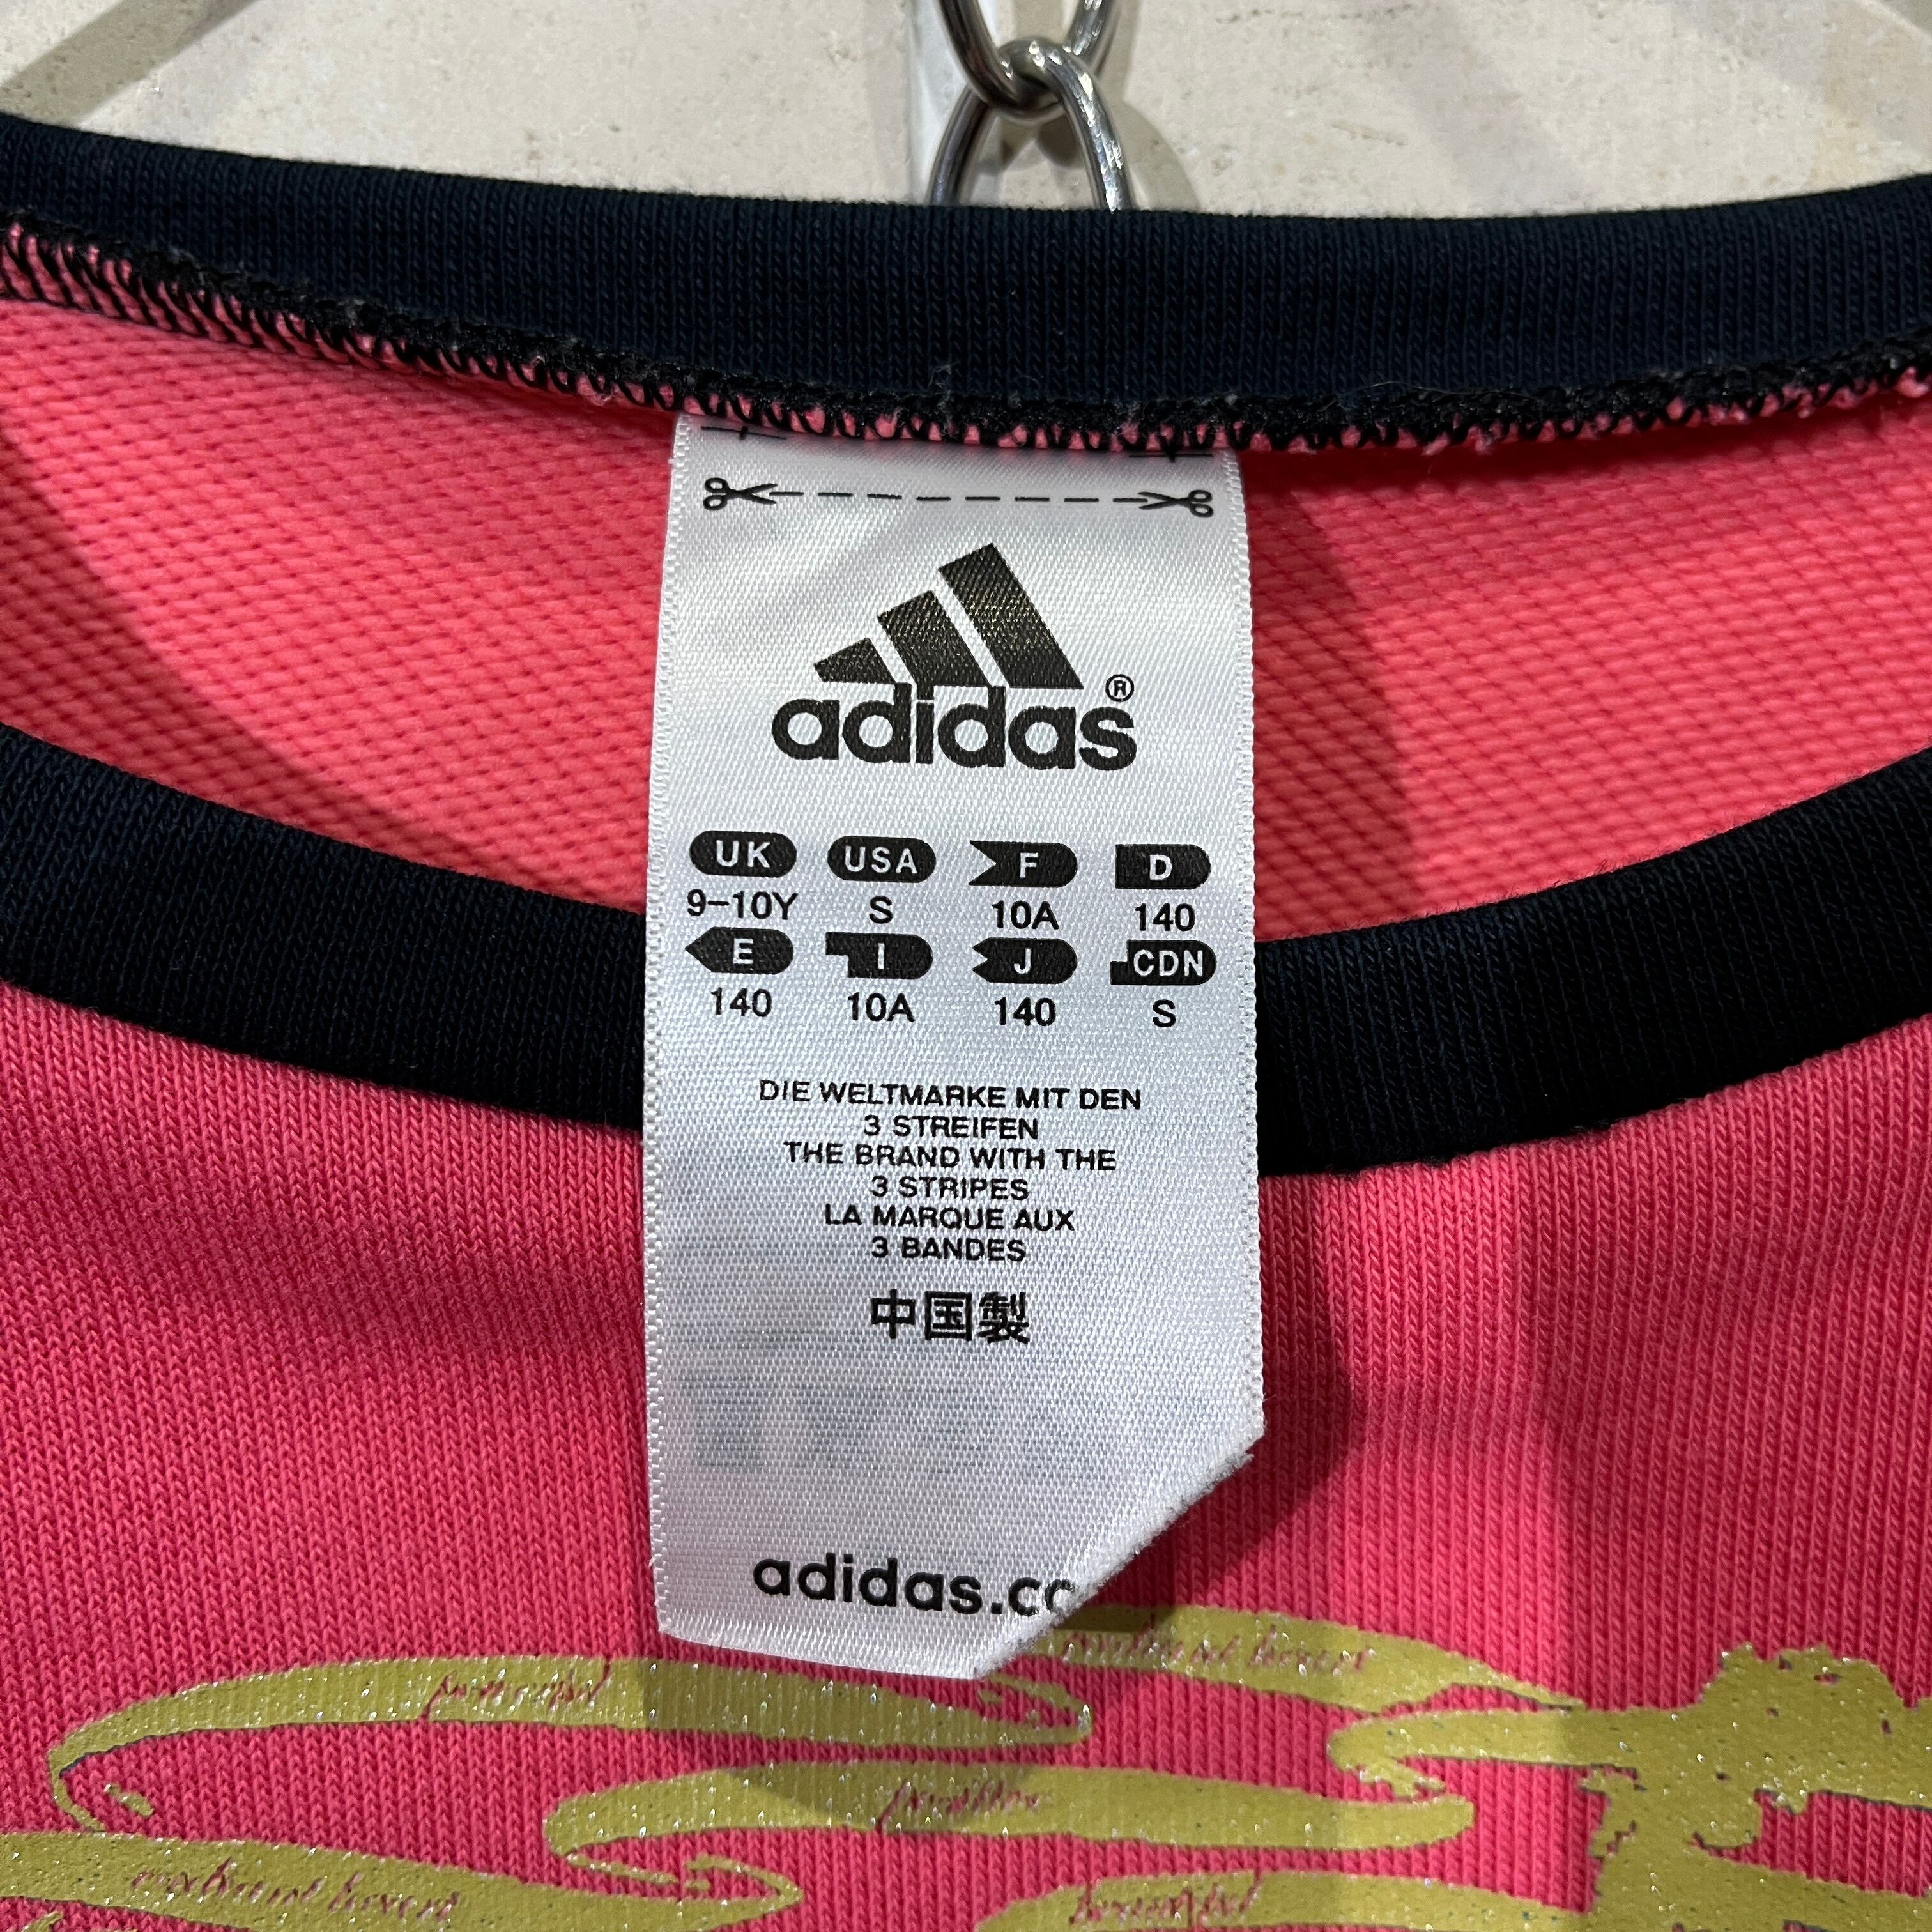 adidas®
UK USA F D
9-10Y S 10A 140
E I J CDN
140 10A 140 S
DIE WELTMARKE MIT DEN
3 STREIFEN
THE BRAND WITH THE
3 STRIPES
LA MARQUE AUX
3 BANDES
中国製
adidas.co